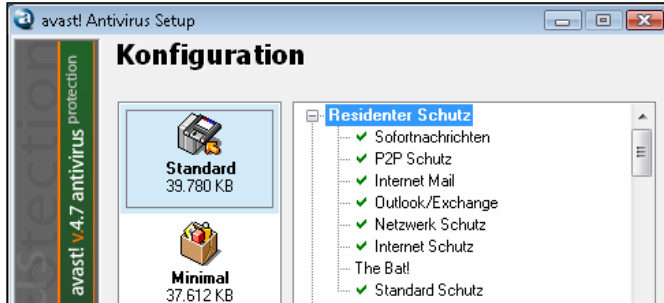 avast! Antivirus Setup
Konfiguration
avast! v.4.7 antivirus protection
Standard
39.780 KB
Minimal
37.612 KB
Residenter Schutz
Sofortnachrichten
P2P Schutz
Internet Mail
Outlook/Exchange
Netzwerk Schutz
Internet Schutz
The Bat!
Standard Schutz